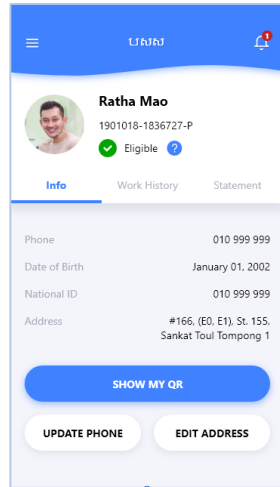 បសស
1
Ratha Mao
1901018-1836727-P
Eligible ?
Info Work History Statement
Phone 010 999 999
Date of Birth January 01, 2002
National ID 010 999 999
Address #166, (E0, E1), St. 155,
Sankat Toul Tompong 1
SHOW MY QR
UPDATE PHONE EDIT ADDRESS